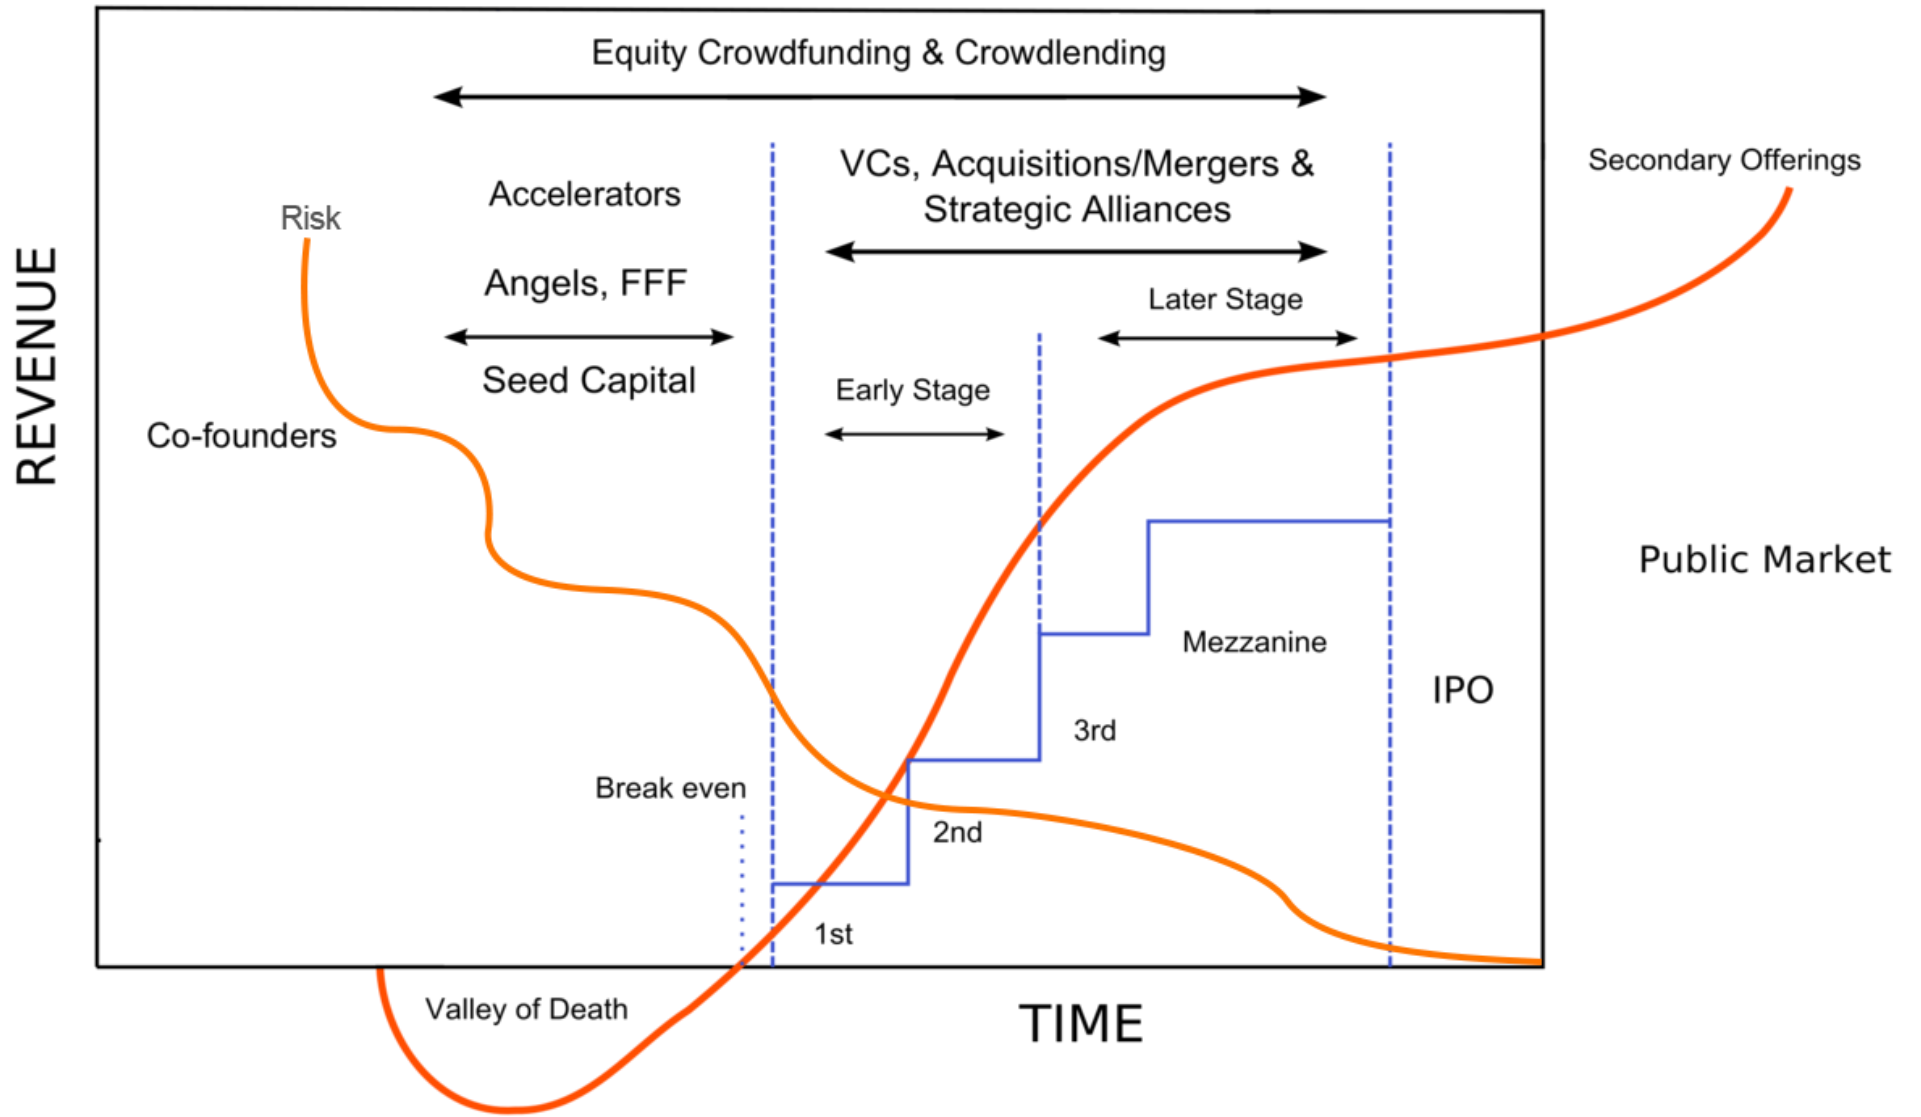 Equity Crowdfunding & Crowdlending
VCs, Acquisitions/Mergers &
Strategic Alliances
Secondary Offerings
Accelerators
Risk
Angels, FFF
Later Stage
Seed Capital
Early Stage
REVENUE
Co-founders
Public Market
Mezzanine
IPO
3rd
Break even
2nd
1st
Valley of Death
TIME